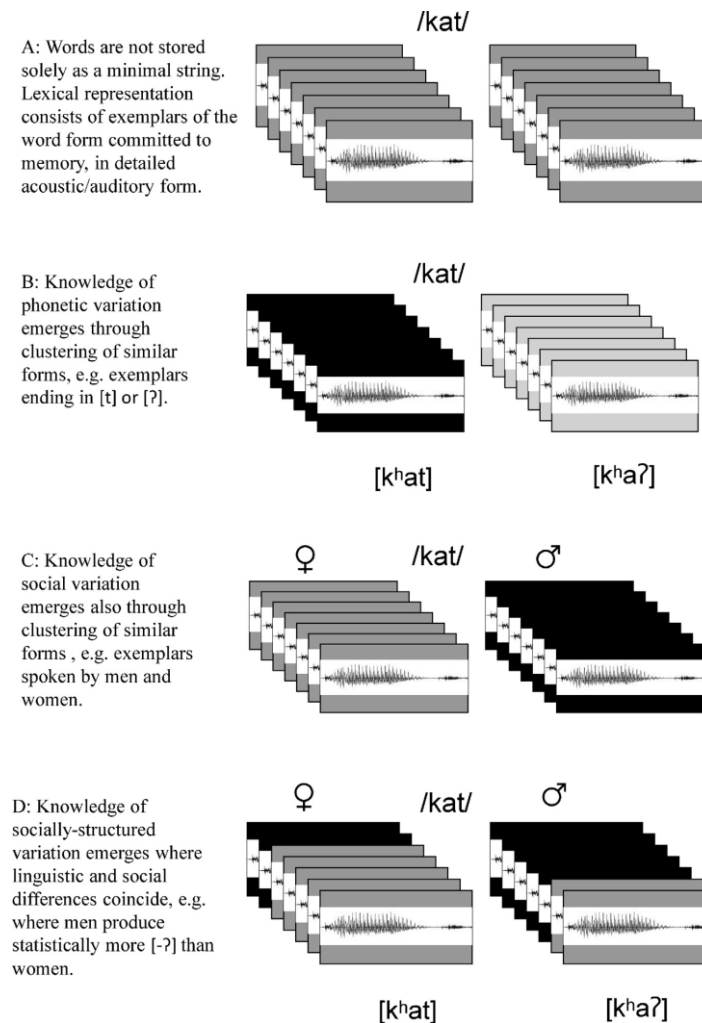 /kat/
A: Words are not stored
solely as a minimal string.
Lexical representation
consists of exemplars of the
word form committed to
memory, in detailed
acoustic/auditory form.
B: Knowledge of
phonetic variation
emerges through
clustering of similar
forms, e.g. exemplars
ending in [t] or [ʔ].
/kat/
[kʰat]
[kʰaʔ]
C: Knowledge of
social variation
emerges also through
clustering of similar
forms , e.g. exemplars
spoken by men and
women.
♀ /kat/ ♂
D: Knowledge of
socially-structured
variation emerges where
linguistic and social
differences coincide, e.g.
where men produce
statistically more [-ʔ] than
women.
♀ /kat/ ♂
[kʰat]
[kʰaʔ]